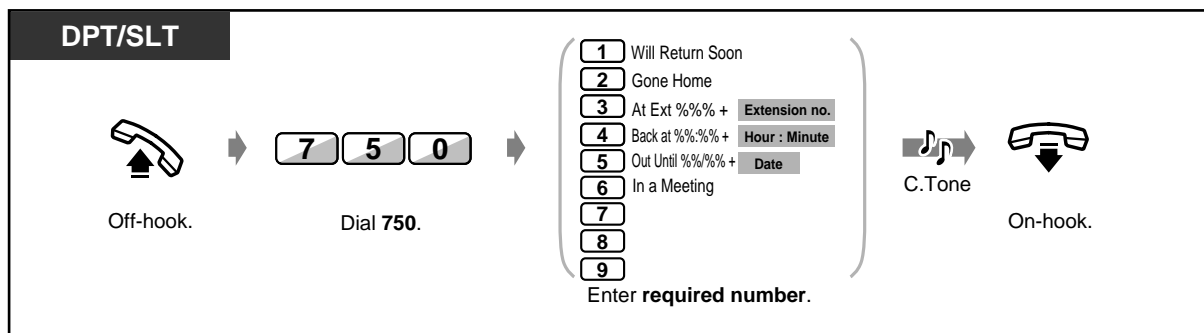 DPT/SLT
1 Will Return Soon
2 Gone Home
3 At Ext %%% + Extension no.
4 Back at %%:%% + Hour : Minute
5 Out Until %%/%% + Date
6 In a Meeting
7
8
9
7 5 0
C.Tone
Off-hook.
Dial 750.
Enter required number.
On-hook.